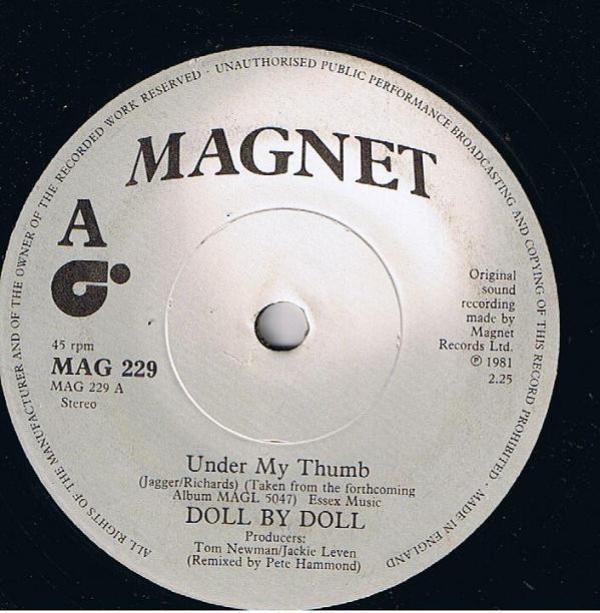 ALL RIGHTS OF THE MANUFACTURER AND OF THE OWNER OF THE RECORDED WORK RESERVED · UNAUTHORISED PUBLIC PERFORMANCE BROADCASTING AND COPYING OF THIS RECORD PROHIBITED · MADE IN ENGLAND
MAGNET
A
45 rpm
MAG 229
MAG 229 A
Stereo
Original
sound
recording
made by
Magnet
Records Ltd.
℗ 1981
2.25
Under My Thumb
(Jagger/Richards) (Taken from the forthcoming
Album MAGL 5047) Essex Music
DOLL BY DOLL
Producers:
Tom Newman/Jackie Leven
(Remixed by Pete Hammond)